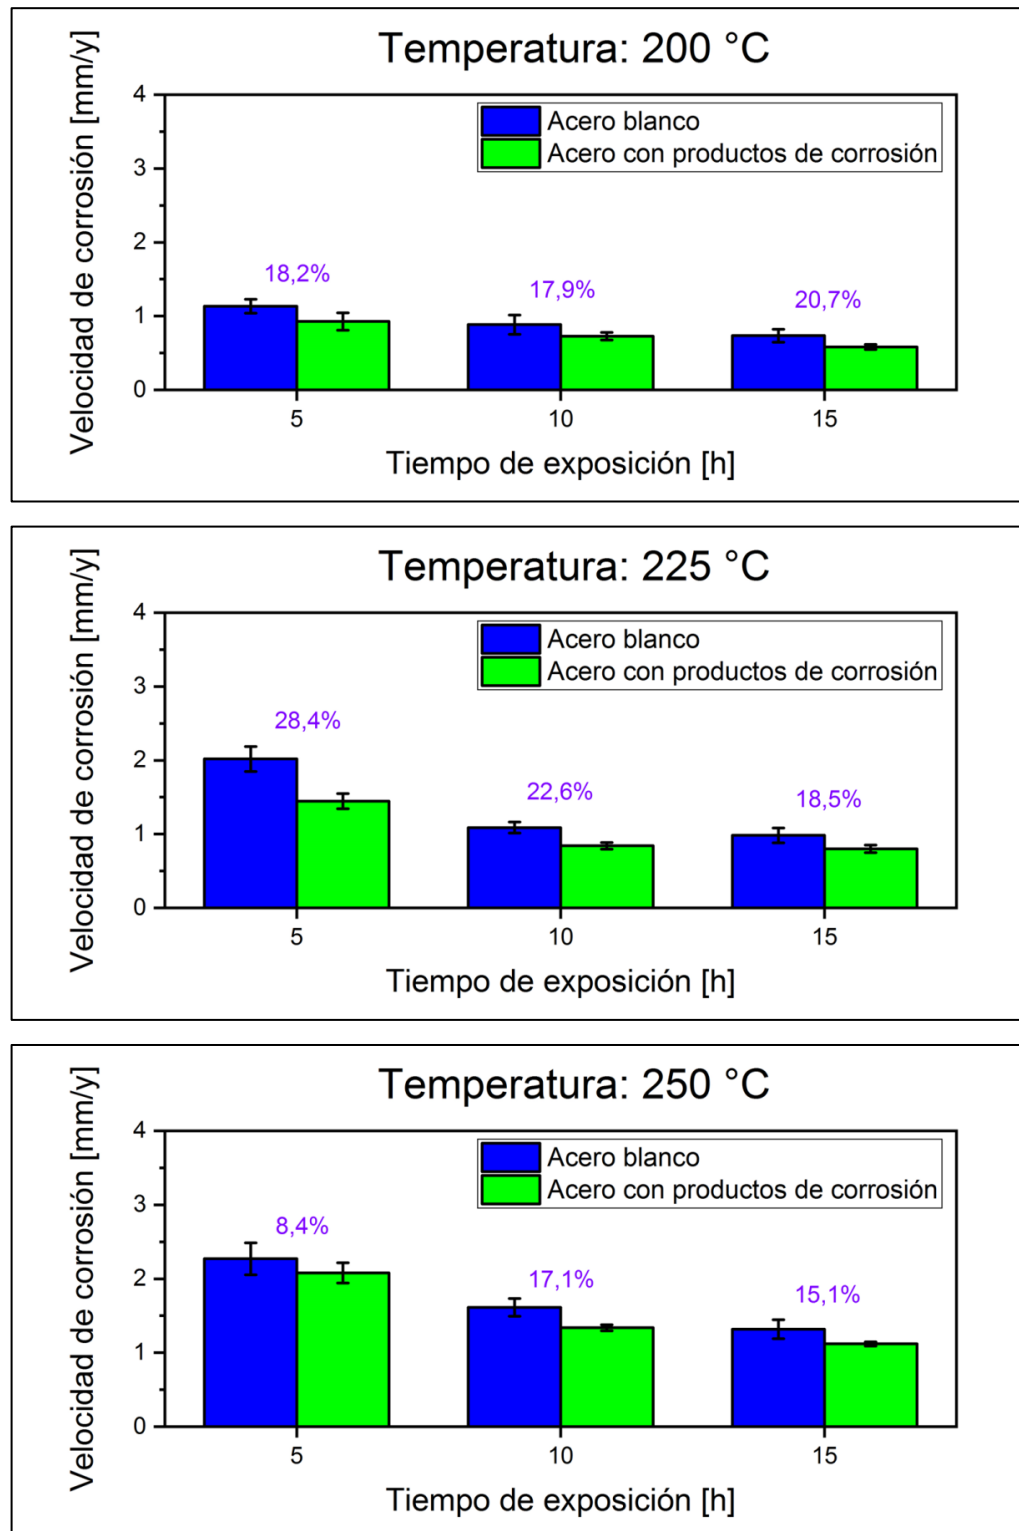 Temperatura: 200 °C
Velocidad de corrosión [mm/y]
4
3
2
1
0
Acero blanco
Acero con productos de corrosión
18,2%
17,9%
20,7%
5
10
15
Tiempo de exposición [h]
Temperatura: 225 °C
Velocidad de corrosión [mm/y]
4
3
2
1
0
Acero blanco
Acero con productos de corrosión
28,4%
22,6%
18,5%
5
10
15
Tiempo de exposición [h]
Temperatura: 250 °C
Velocidad de corrosión [mm/y]
4
3
2
1
0
Acero blanco
Acero con productos de corrosión
8,4%
17,1%
15,1%
5
10
15
Tiempo de exposición [h]